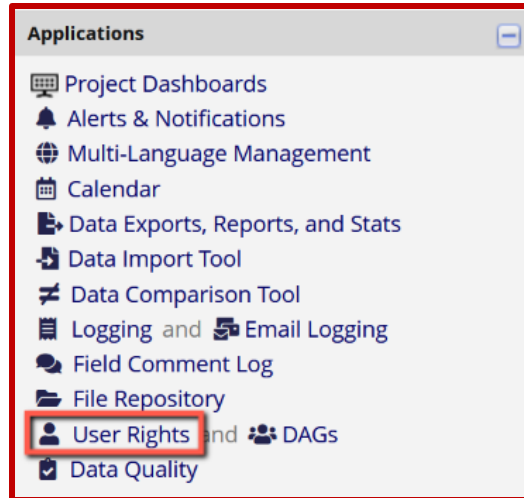 Applications
Project Dashboards
Alerts & Notifications
Multi-Language Management
Calendar
Data Exports, Reports, and Stats
Data Import Tool
Data Comparison Tool
Logging and Email Logging
Field Comment Log
File Repository
User Rights and DAGs
Data Quality